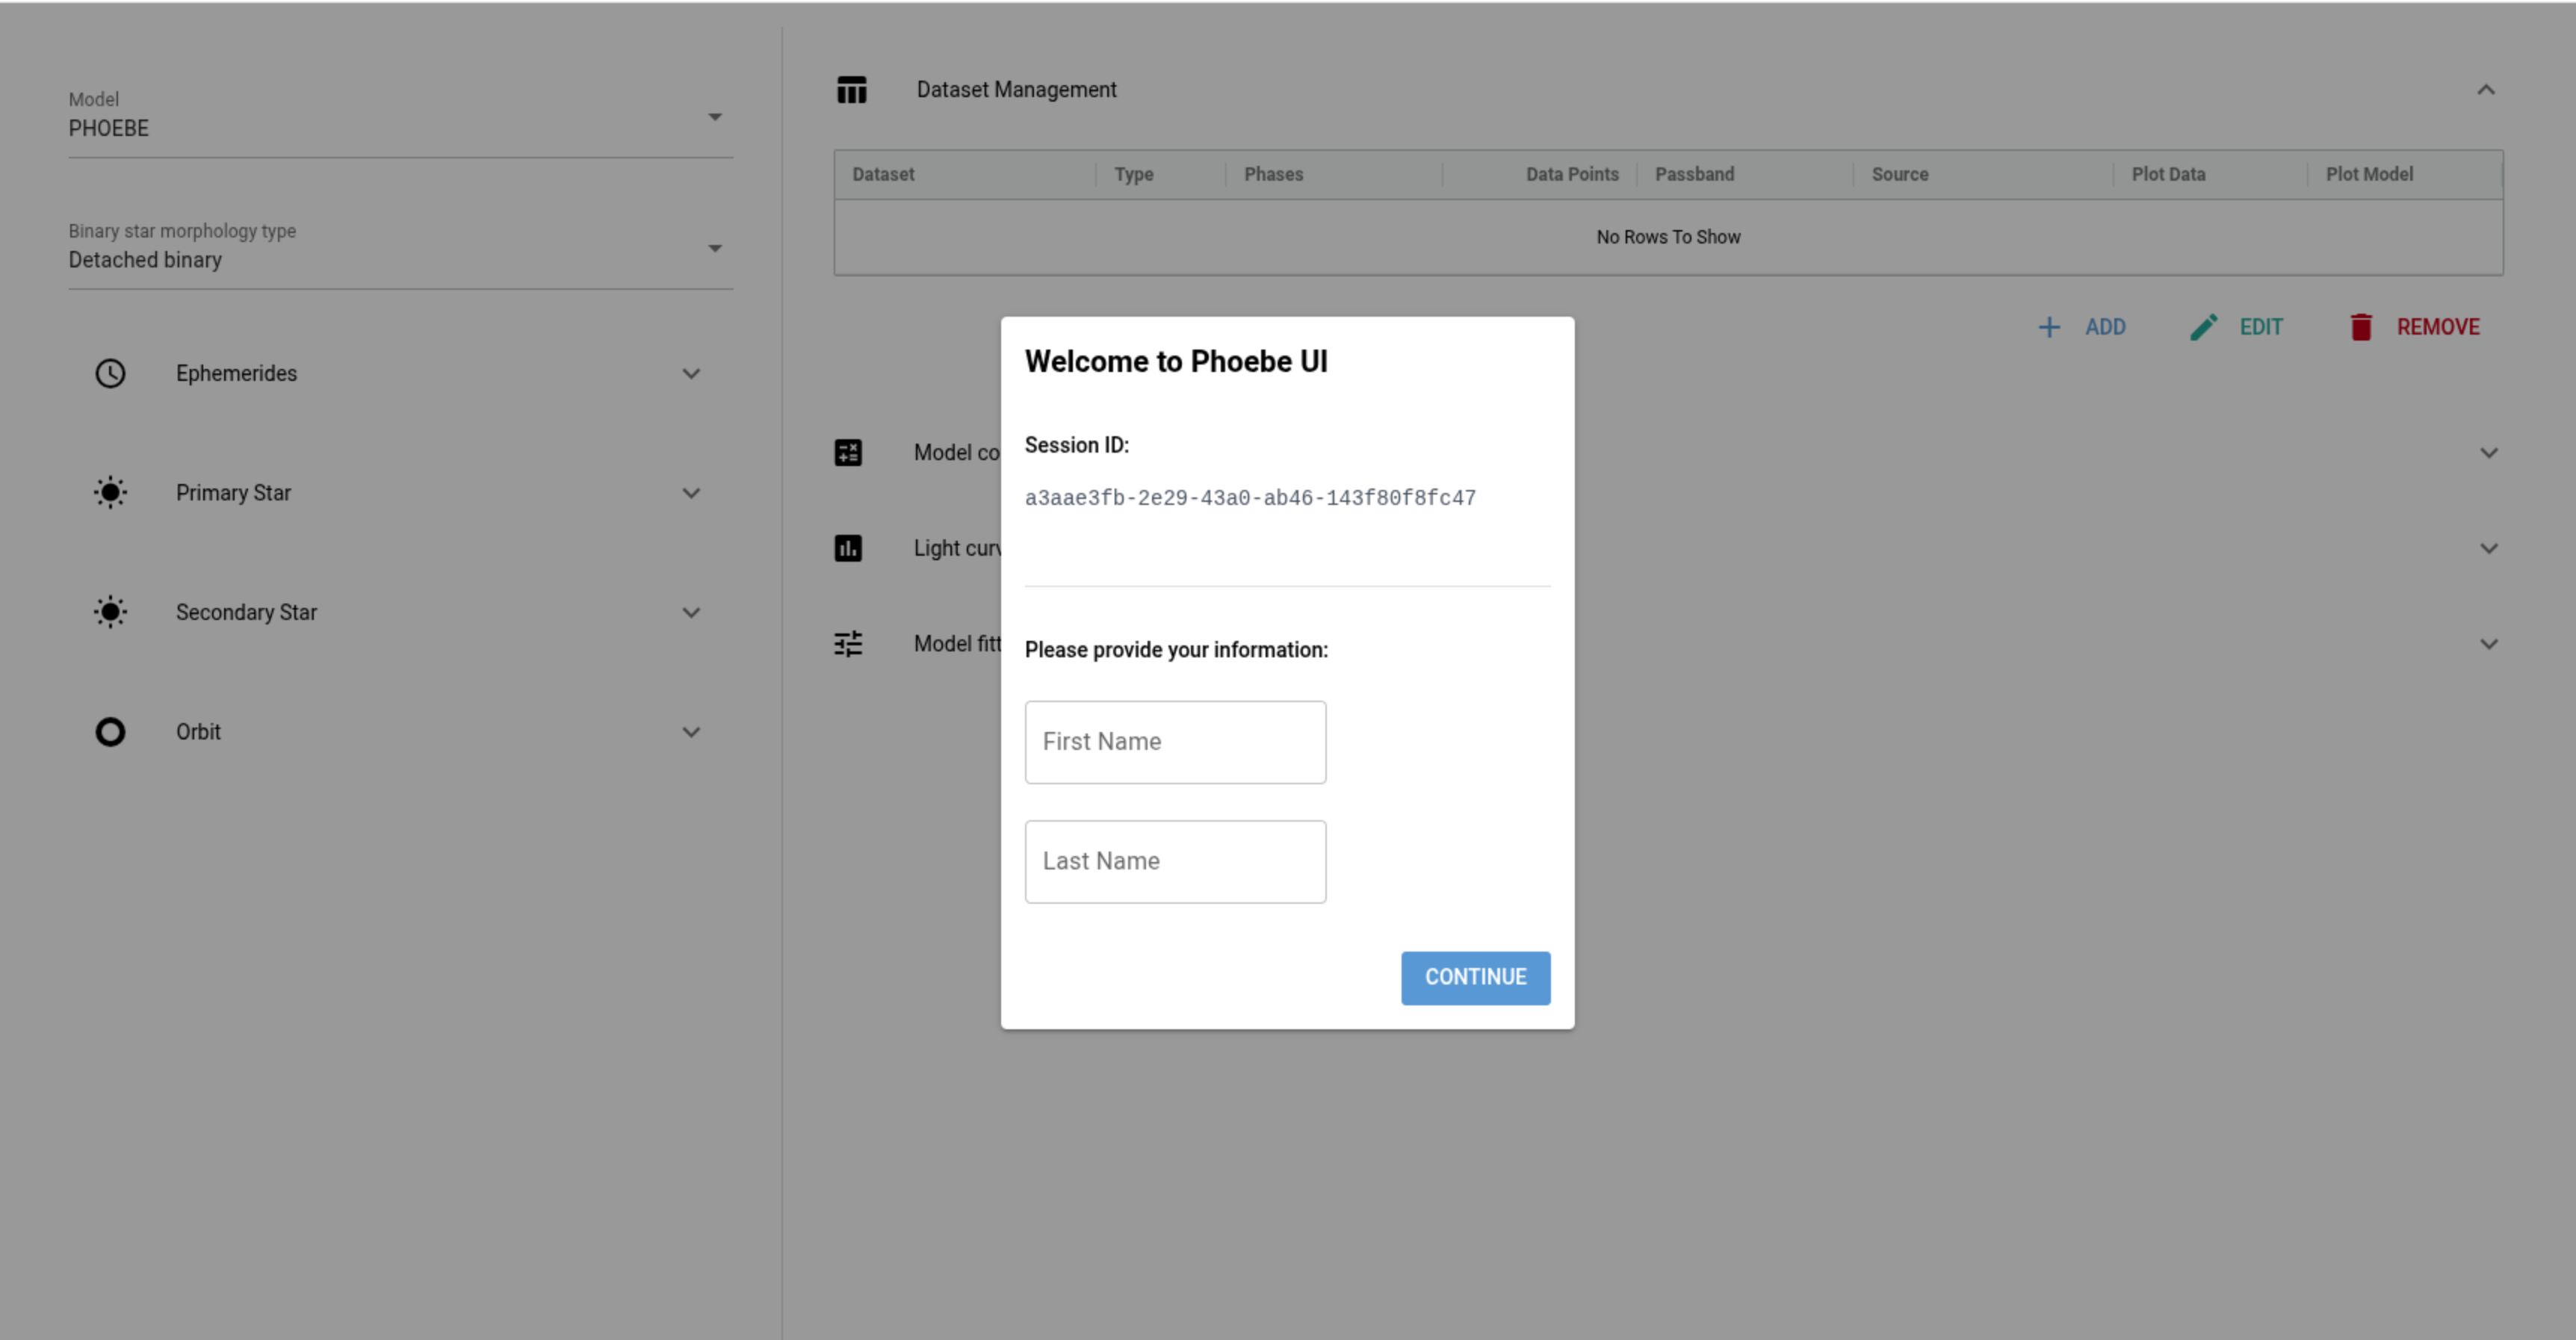 Model
PHOEBE
Binary star morphology type
Detached binary
Ephemerides
Primary Star
Secondary Star
Orbit
Dataset Management
Dataset Type Phases Data Points Passband Source Plot Data Plot Model
No Rows To Show
ADD EDIT REMOVE
Model co
Light curv
Model fitt
Welcome to Phoebe UI
Session ID:
a3aae3fb-2e29-43a0-ab46-143f80f8fc47
Please provide your information:
First Name
Last Name
CONTINUE